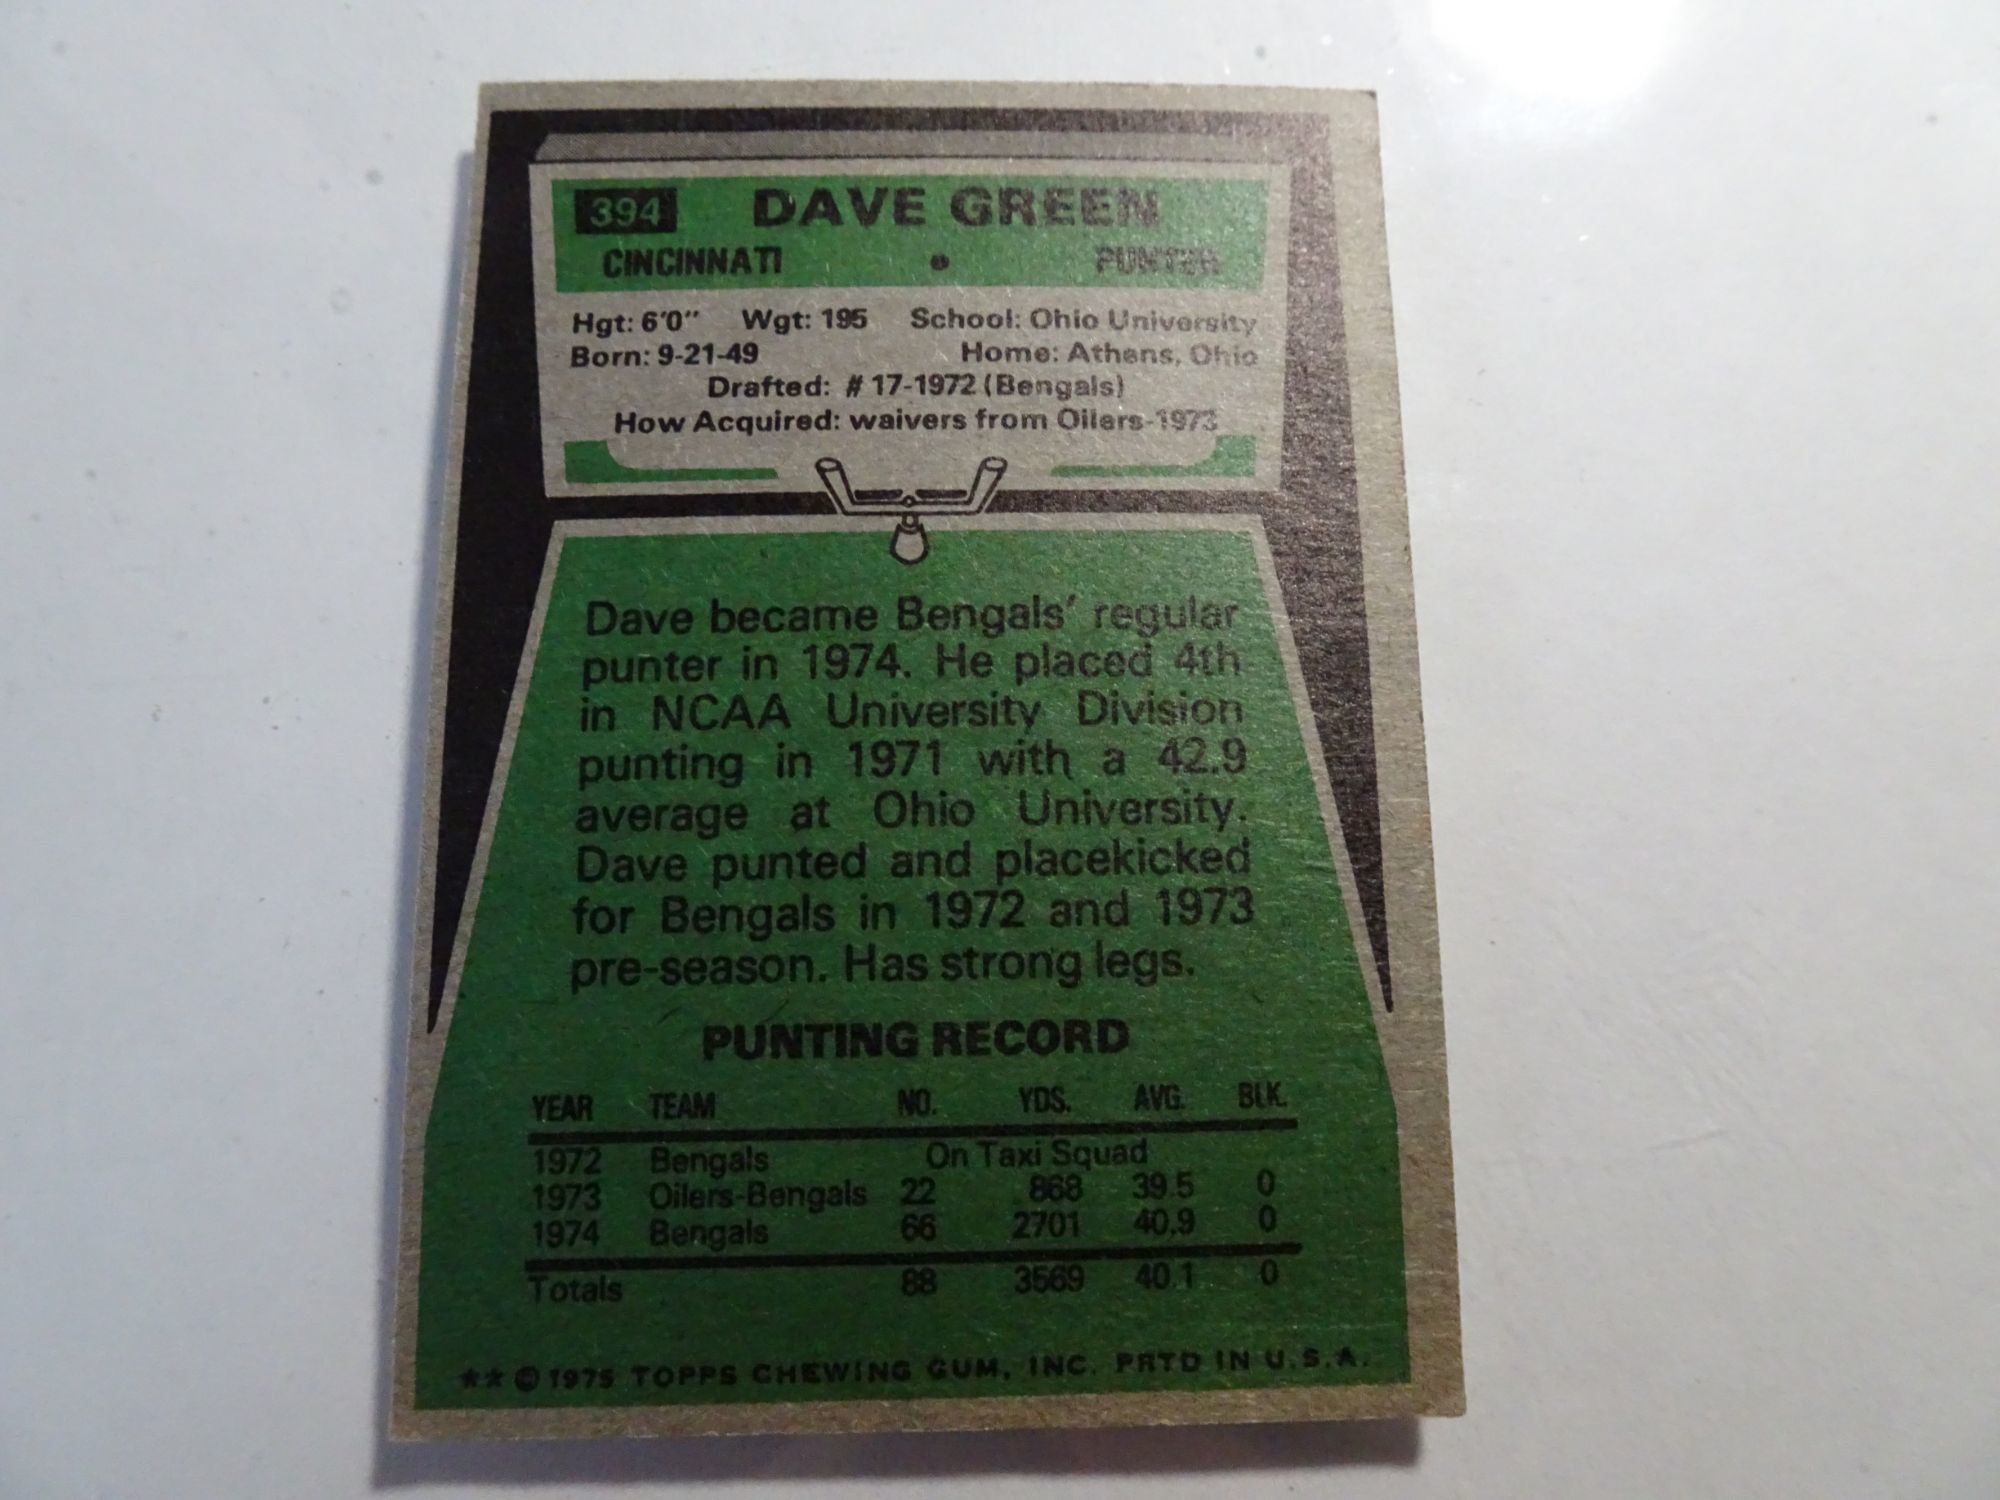 394 DAVE GREEN
CINCINNATI • PUNTER
Hgt: 6'0" Wgt: 195 School: Ohio University
Born: 9-21-49 Home: Athens, Ohio
Drafted: # 17-1972 (Bengals)
How Acquired: waivers from Oilers-1973
Dave became Bengals' regular
punter in 1974. He placed 4th
in NCAA University Division
punting in 1971 with a 42.9
average at Ohio University.
Dave punted and placekicked
for Bengals in 1972 and 1973
pre-season. Has strong legs.
PUNTING RECORD
YEAR TEAM NO. YDS. AVG. BLK.
1972 Bengals On Taxi Squad
1973 Oilers-Bengals 22 868 39.5 0
1974 Bengals 66 2701 40.9 0
Totals 88 3569 40.1 0
** © 1975 TOPPS CHEWING GUM, INC. PRTD IN U.S.A.